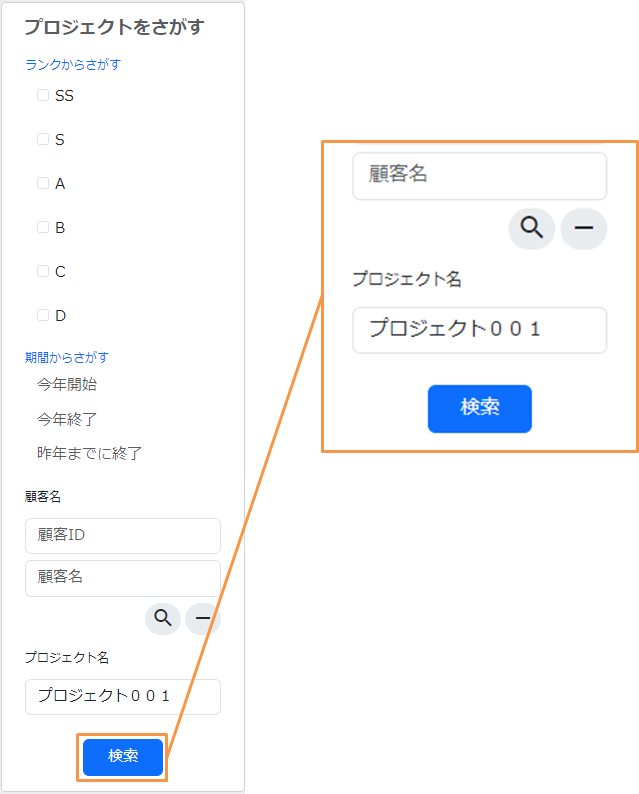 プロジェクトをさがす
ランクからさがす
SS
S
A
B
C
D
期間からさがす
今年開始
今年終了
昨年までに終了
顧客名
顧客ID
顧客名
プロジェクト名
プロジェクト００１
検索
顧客名
プロジェクト名
プロジェクト００１
検索